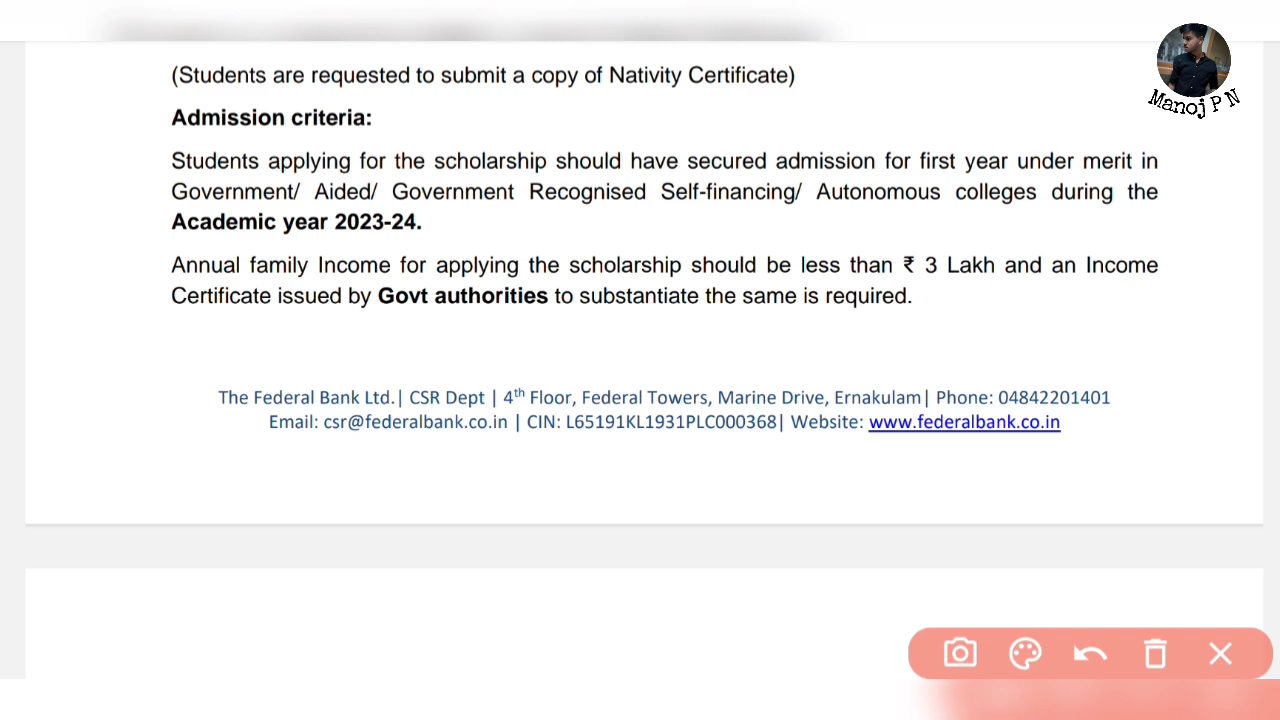 (Students are requested to submit a copy of Nativity Certificate)
Manoj P N
Admission criteria:
Students applying for the scholarship should have secured admission for first year under merit in
Government/ Aided/ Government Recognised Self-financing/ Autonomous colleges during the
Academic year 2023-24.
Annual family Income for applying the scholarship should be less than ₹ 3 Lakh and an Income
Certificate issued by Govt authorities to substantiate the same is required.
The Federal Bank Ltd.| CSR Dept | 4th Floor, Federal Towers, Marine Drive, Ernakulam| Phone: 04842201401
Email: csr@federalbank.co.in | CIN: L65191KL1931PLC000368| Website: www.federalbank.co.in